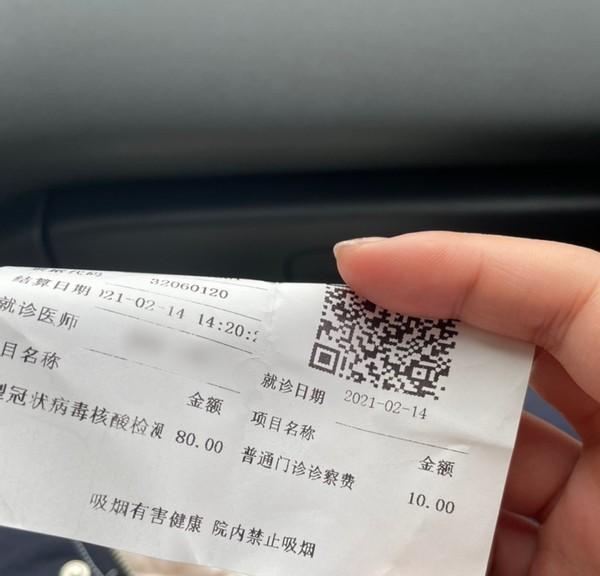 32060120
结算日期 021-02-14 14:20:
就诊医师
目名称
金额
型冠状病毒核酸检测 80.00
就诊日期 2021-02-14
项目名称
金额
普通门诊诊察费 10.00
吸烟有害健康 院内禁止吸烟